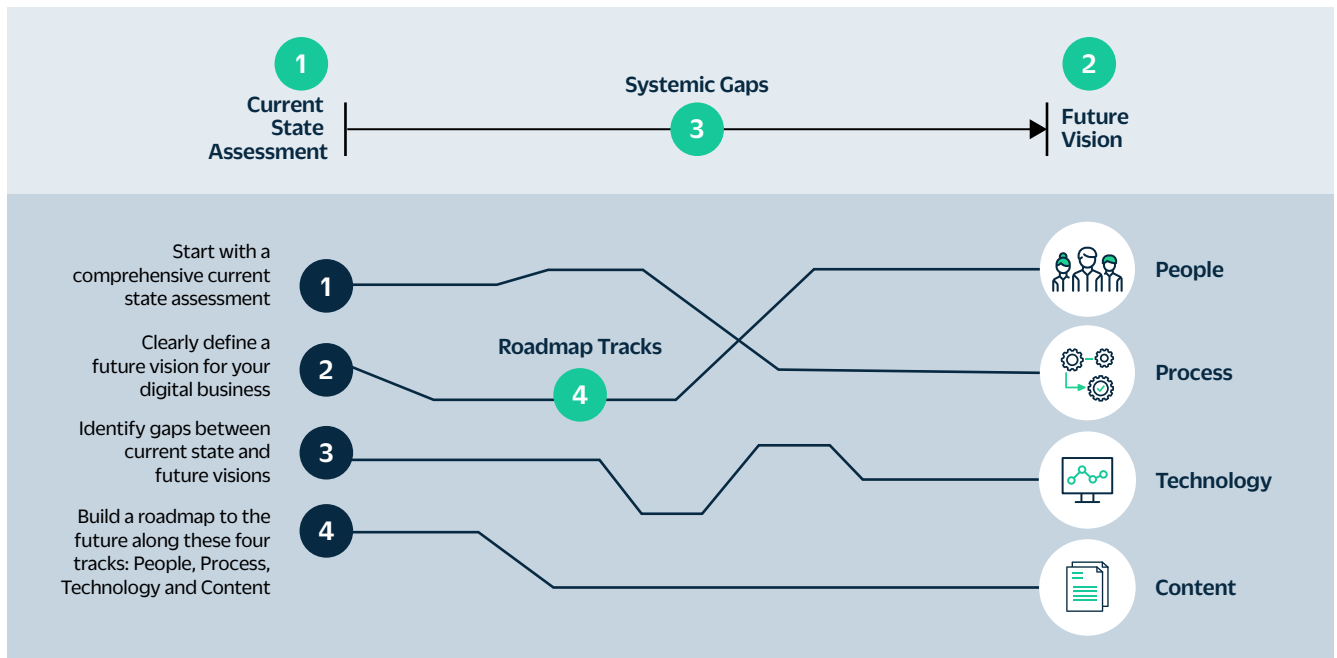 1
Current
State
Assessment
Systemic Gaps
3
2
Future
Vision
Start with a
comprehensive current
state assessment
1
Clearly define a
future vision for your
digital business
2
Identify gaps between
current state and
future visions
3
Build a roadmap to the
future along these four
tracks: People, Process,
Technology and Content
4
Roadmap Tracks
4
People
Process
Technology
Content